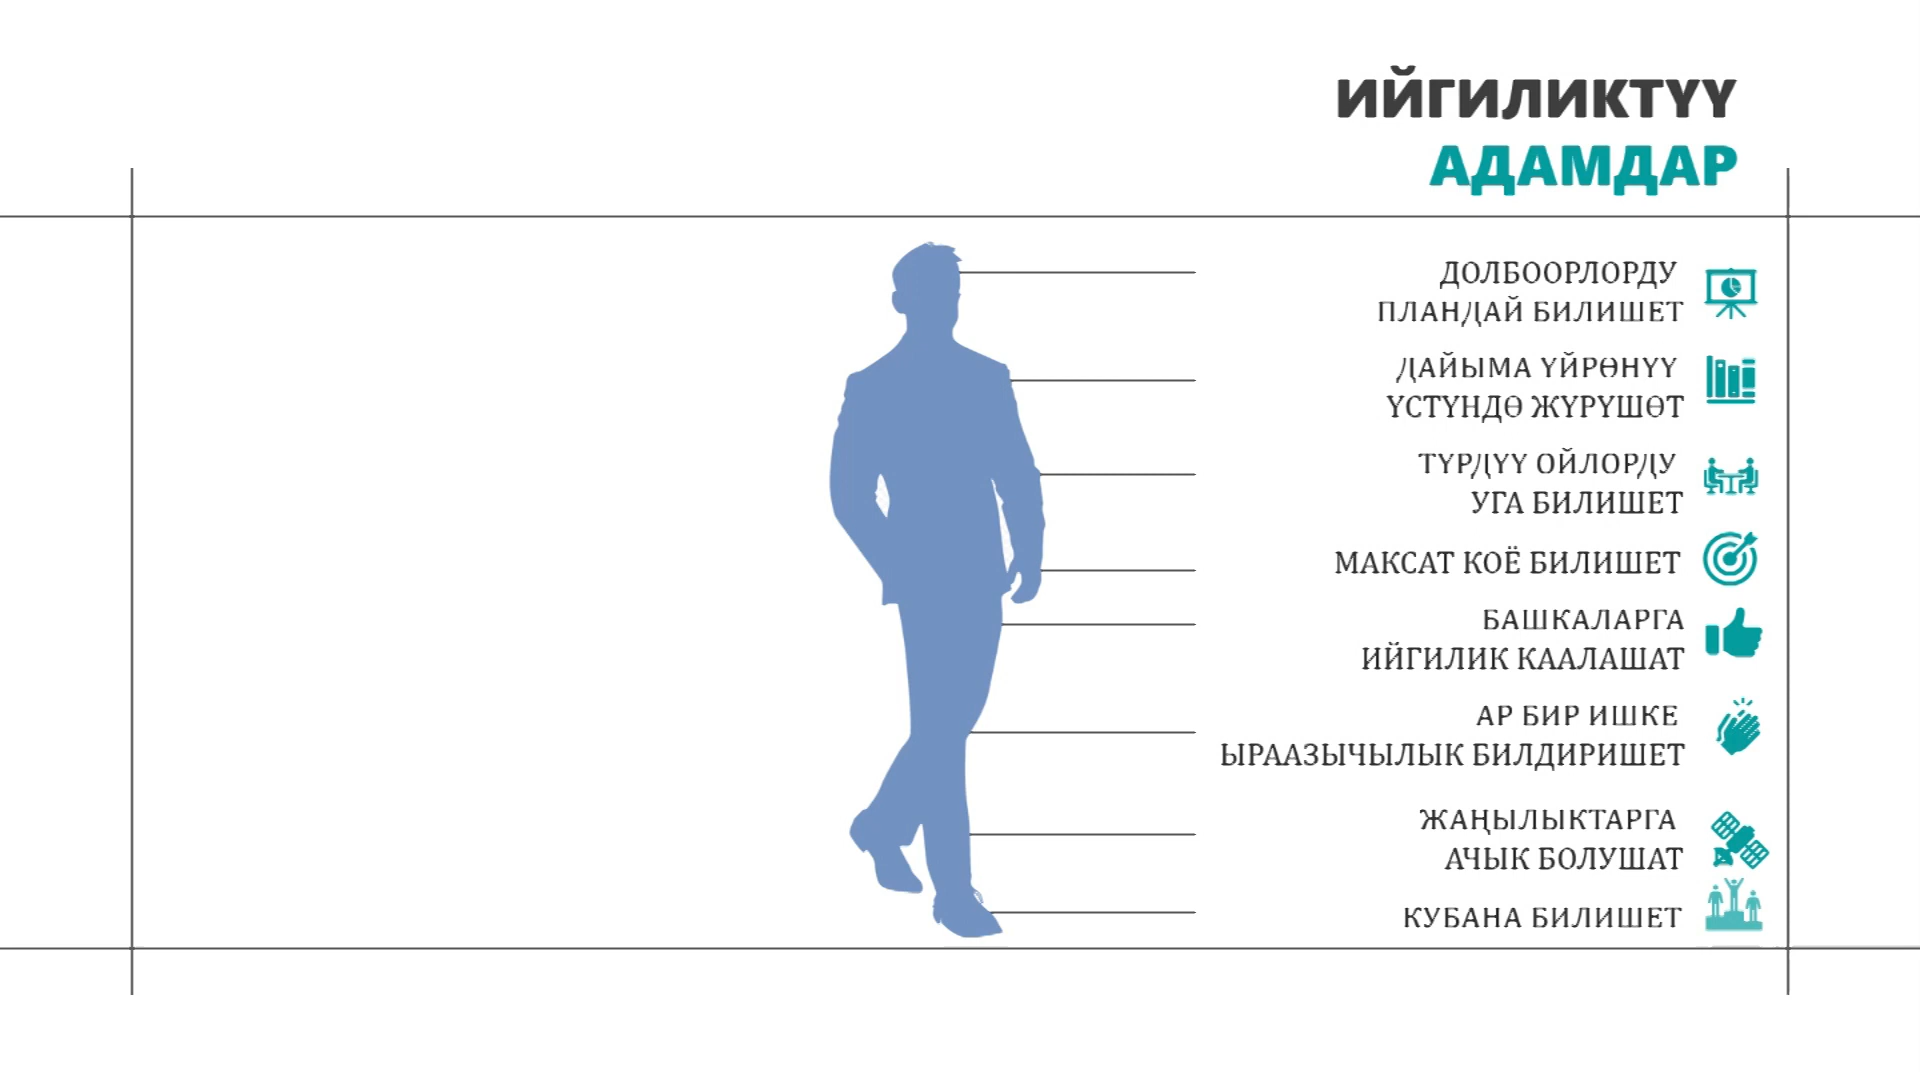 ИЙГИЛИКТҮҮ
АДАМДАР
ДОЛБООРЛОРДУ
ПЛАНДАЙ БИЛИШЕТ
ДАЙЫМА ҮЙРӨНҮҮ
ҮСТҮНДӨ ЖҮРҮШӨТ
ТҮРДҮҮ ОЙЛОРДУ
УГА БИЛИШЕТ
МАКСАТ КОЁ БИЛИШЕТ
БАШКАЛАРГА
ИЙГИЛИК КААЛАШАТ
АР БИР ИШКЕ
ЫРААЗЫЧЫЛЫК БИЛДИРИШЕТ
ЖАҢЫЛЫКТАРГА
АЧЫК БОЛУШАТ
КУБАНА БИЛИШЕТ